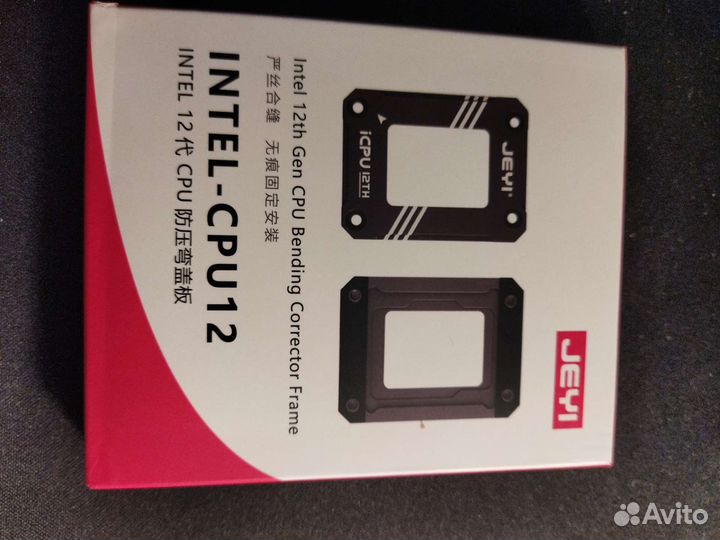 JEYI
JEYI®
iCPU 12TH
Intel 12th Gen CPU Bending Corrector Frame
严丝合缝 无痕固定安装
INTEL-CPU12
INTEL 12代 CPU 防压弯盖板
Avito